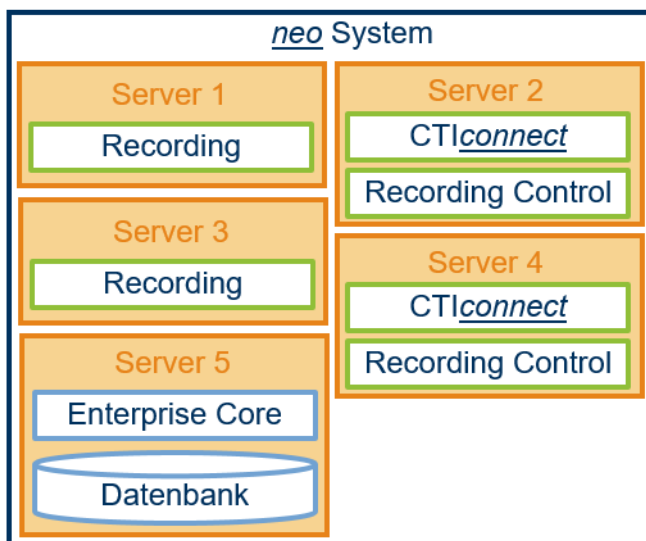 neo System
Server 1
Recording
Server 2
CTIconnect
Recording Control
Server 3
Recording
Server 4
CTIconnect
Recording Control
Server 5
Enterprise Core
Datenbank